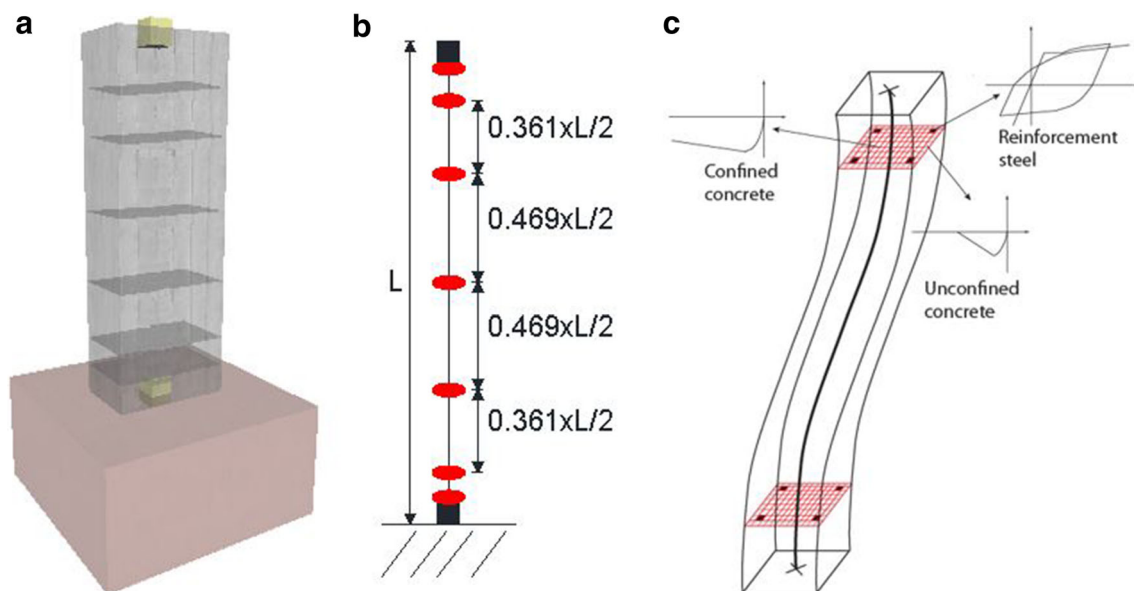 a
b
c
L
0.361xL/2
0.469xL/2
0.469xL/2
0.361xL/2
Confined
concrete
Reinforcement
steel
Unconfined
concrete